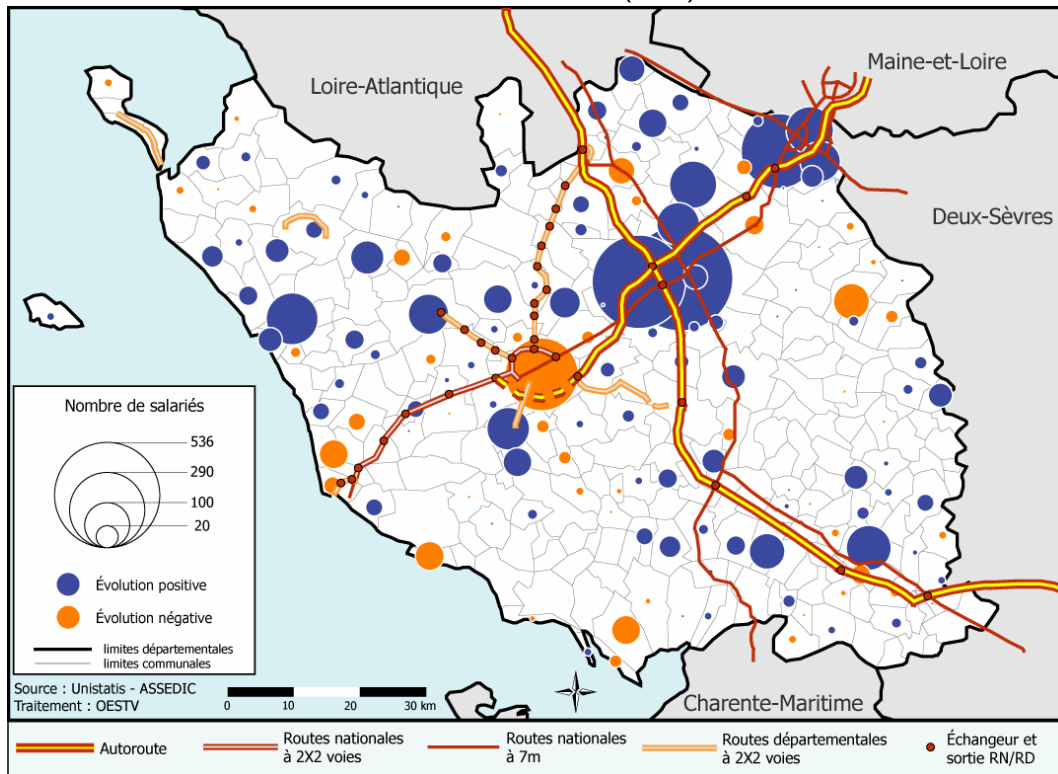 Loire-Atlantique
Maine-et-Loire
Deux-Sèvres
Charente-Maritime
Nombre de salariés
536
290
100
20
Évolution positive
Évolution négative
limites départementales
limites communales
Source : Unistatis - ASSEDIC
Traitement : OESTV
0 10 20 30 km
Autoroute
Routes nationales
à 2X2 voies
Routes nationales
à 7m
Routes départementales
à 2X2 voies
Échangeur et
sortie RN/RD